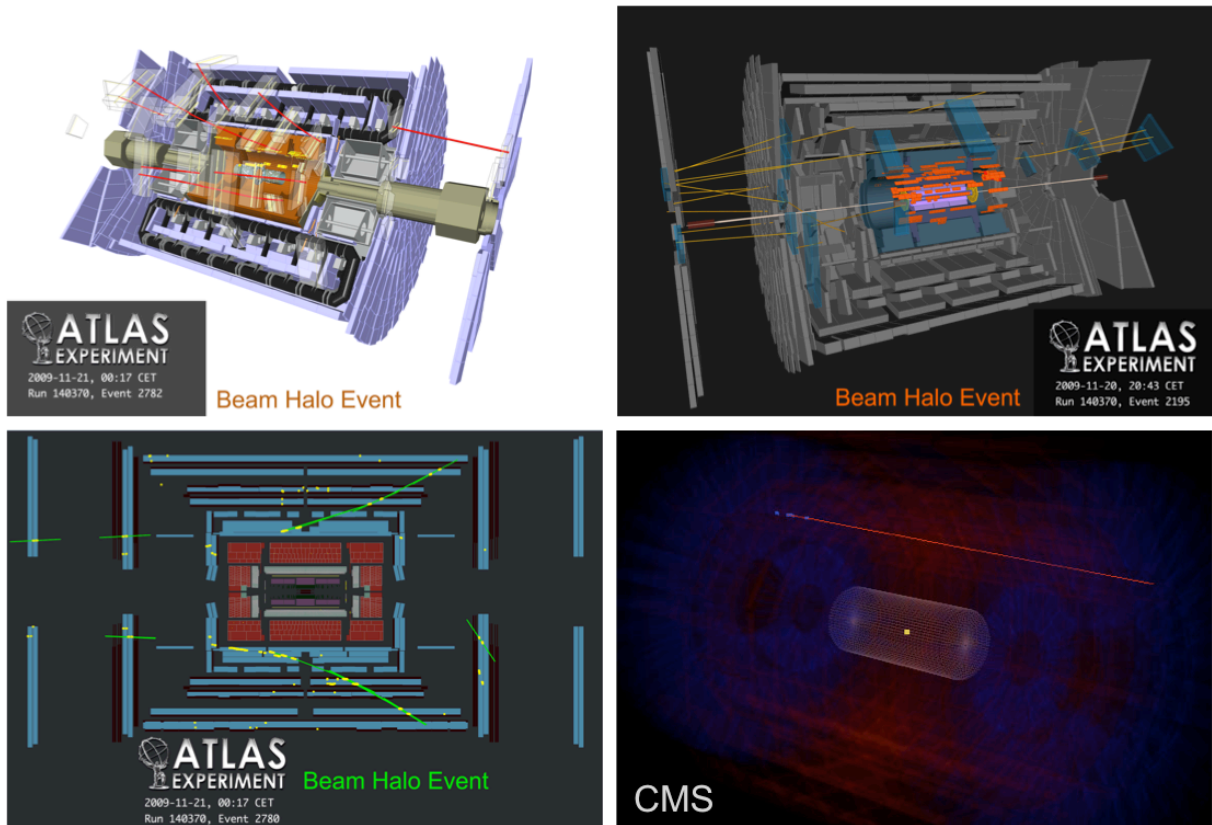 ATLAS
EXPERIMENT
2009-11-21, 00:17 CET
Run 140370, Event 2782
Beam Halo Event
ATLAS
EXPERIMENT
2009-11-20, 20:43 CET
Run 140370, Event 2195
Beam Halo Event
ATLAS
EXPERIMENT
2009-11-21, 00:17 CET
Run 140370, Event 2780
Beam Halo Event
CMS